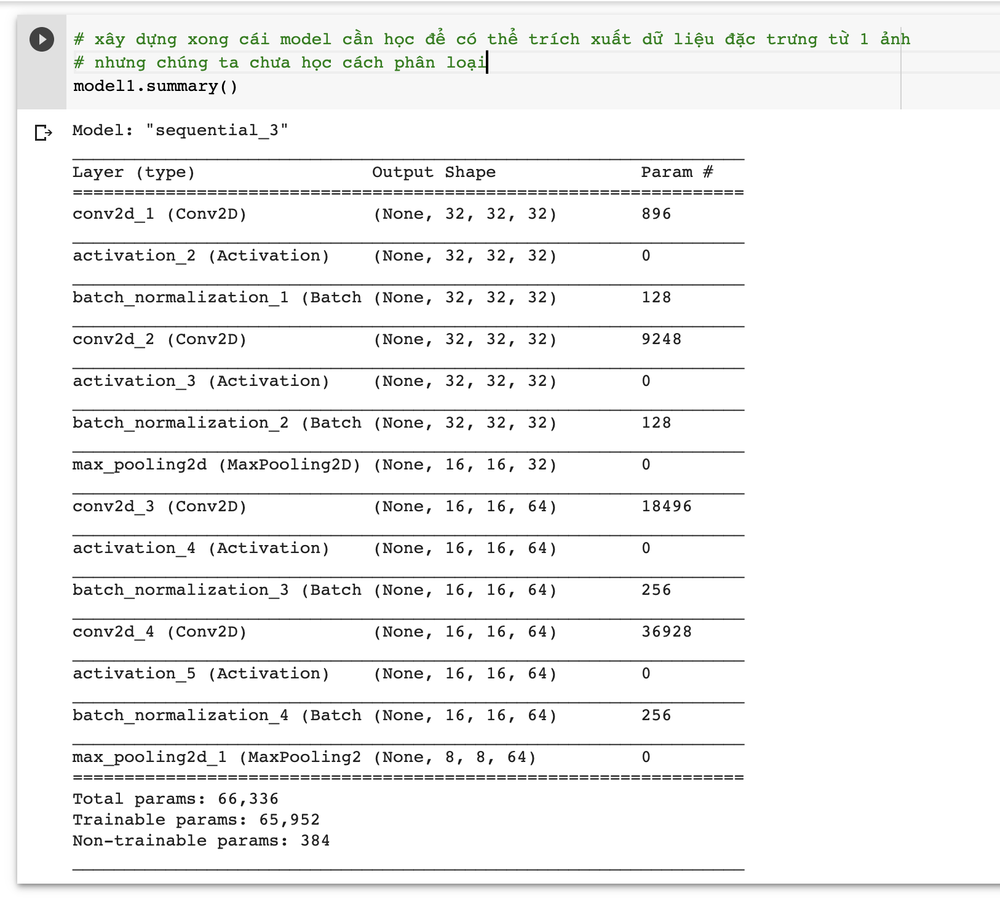 # xây dựng xong cái model cần học để có thể trích xuất dữ liệu đặc trưng từ 1 ảnh
# nhưng chúng ta chưa học cách phân loại
model1.summary()
Model: "sequential_3"
_________________________________________________________________
Layer (type)                 Output Shape              Param #
=================================================================
conv2d_1 (Conv2D)            (None, 32, 32, 32)        896
_________________________________________________________________
activation_2 (Activation)    (None, 32, 32, 32)        0
_________________________________________________________________
batch_normalization_1 (Batch (None, 32, 32, 32)        128
_________________________________________________________________
conv2d_2 (Conv2D)            (None, 32, 32, 32)        9248
_________________________________________________________________
activation_3 (Activation)    (None, 32, 32, 32)        0
_________________________________________________________________
batch_normalization_2 (Batch (None, 32, 32, 32)        128
_________________________________________________________________
max_pooling2d (MaxPooling2D) (None, 16, 16, 32)        0
_________________________________________________________________
conv2d_3 (Conv2D)            (None, 16, 16, 64)        18496
_________________________________________________________________
activation_4 (Activation)    (None, 16, 16, 64)        0
_________________________________________________________________
batch_normalization_3 (Batch (None, 16, 16, 64)        256
_________________________________________________________________
conv2d_4 (Conv2D)            (None, 16, 16, 64)        36928
_________________________________________________________________
activation_5 (Activation)    (None, 16, 16, 64)        0
_________________________________________________________________
batch_normalization_4 (Batch (None, 16, 16, 64)        256
_________________________________________________________________
max_pooling2d_1 (MaxPooling2 (None, 8, 8, 64)          0
=================================================================
Total params: 66,336
Trainable params: 65,952
Non-trainable params: 384
_________________________________________________________________